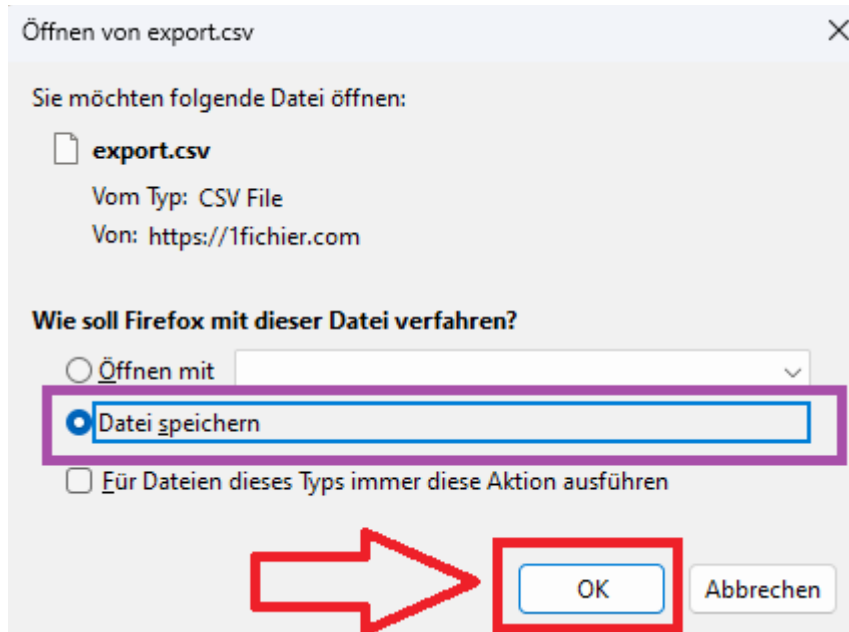 Öffnen von export.csv
Sie möchten folgende Datei öffnen:
export.csv
Vom Typ: CSV File
Von: https://1fichier.com
Wie soll Firefox mit dieser Datei verfahren?
Öffnen mit
Datei speichern
Für Dateien dieses Typs immer diese Aktion ausführen
OK
Abbrechen